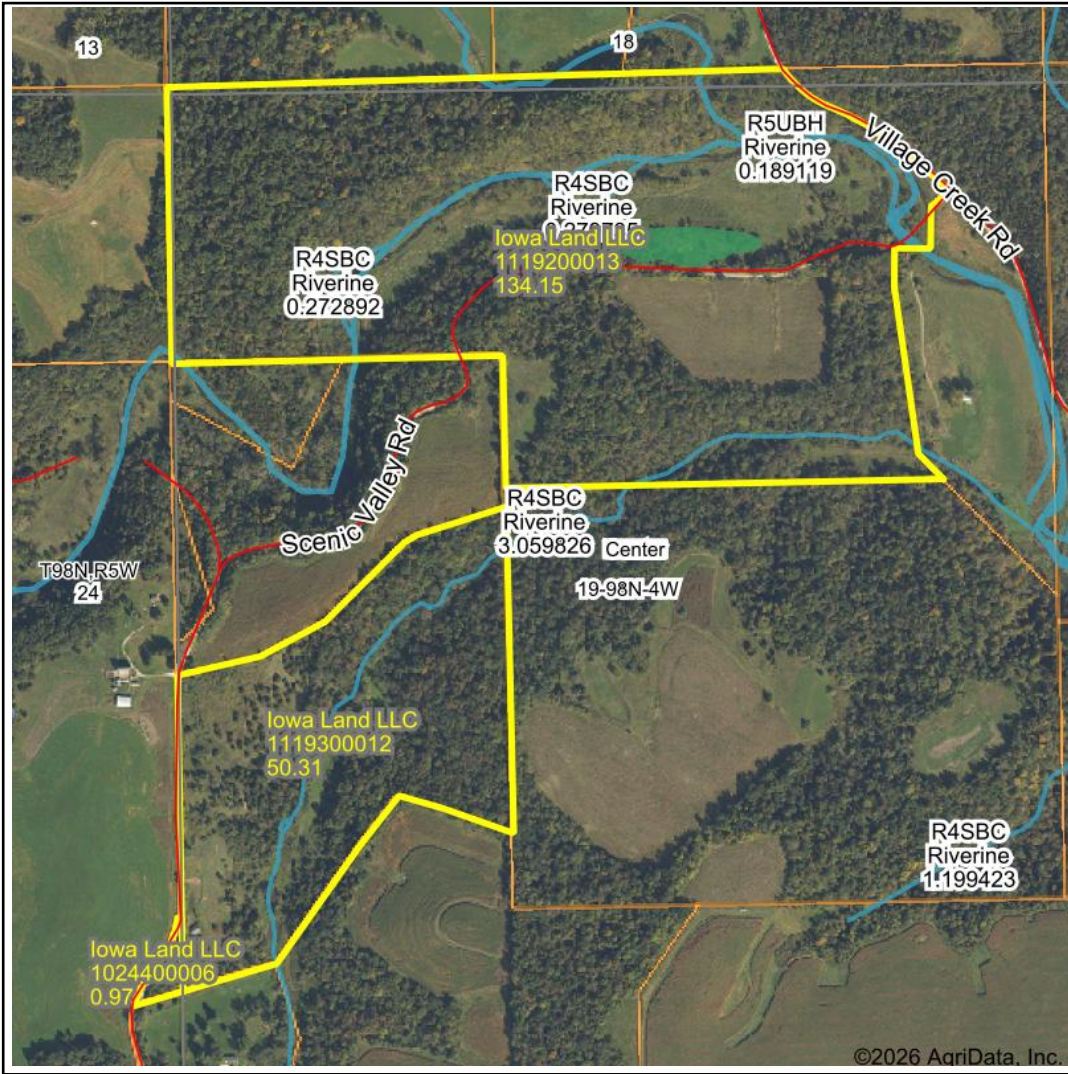 13
18
R5UBH
Riverine
0.189119
Village Creek Rd
R4SBC
Riverine
Iowa Land LLC
1119200013
134.15
R4SBC
Riverine
0.272892
Scenic Valley Rd
R4SBC
Riverine
3.059826
Center
19-98N-4W
T98N,R5W
24
Iowa Land LLC
1119300012
50.31
R4SBC
Riverine
1.199423
Iowa Land LLC
1024400006
0.97
©2026 AgriData, Inc.